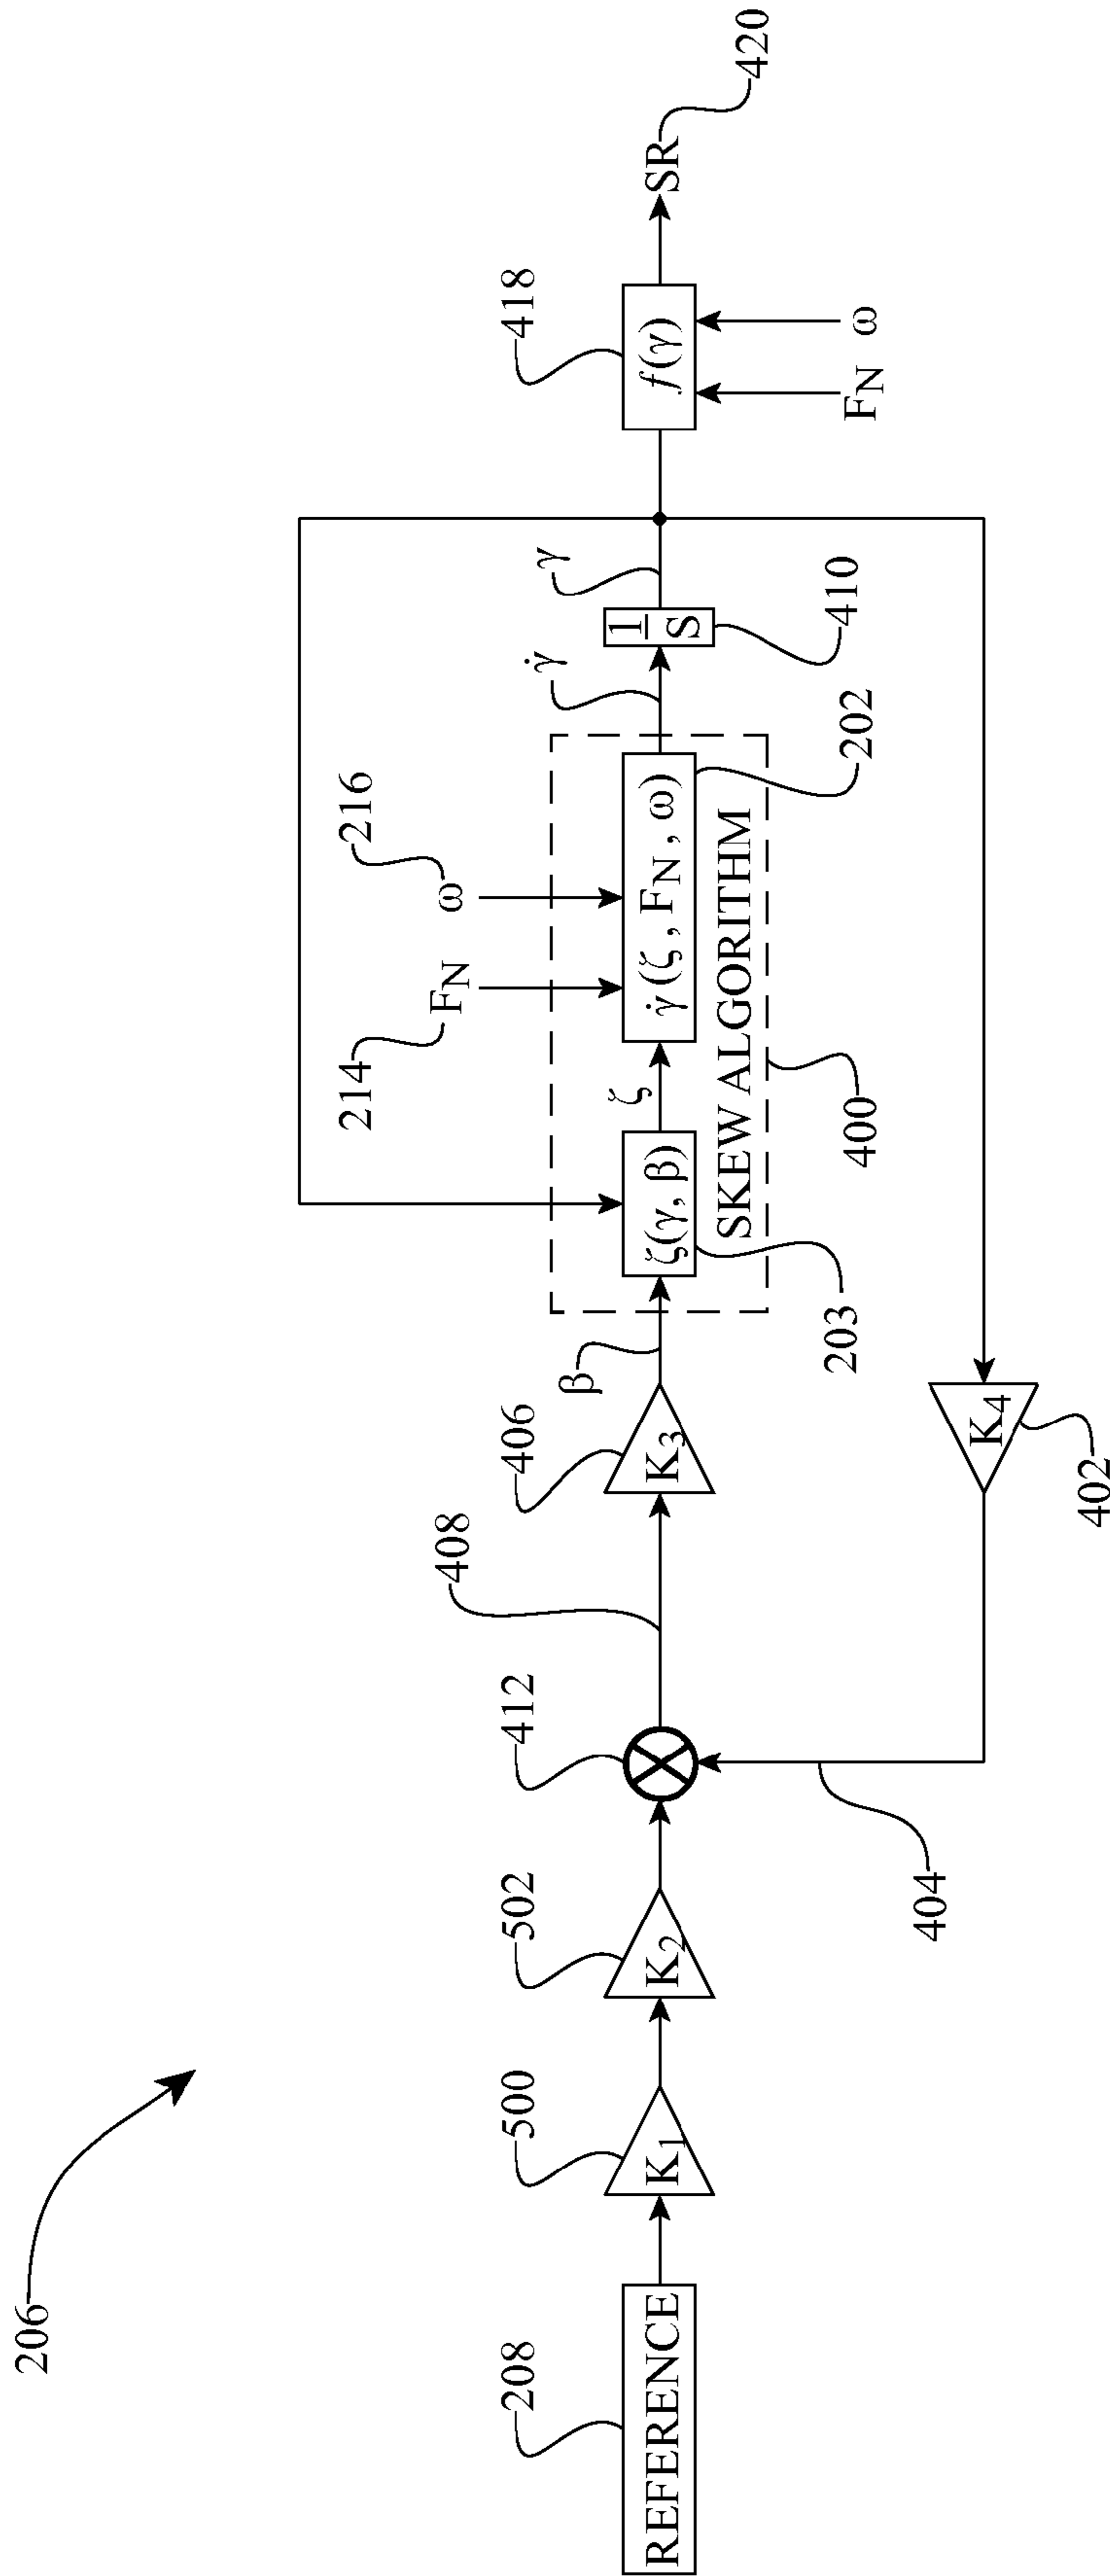 206
208
REFERENCE
500
K1
502
K2
412
404
408
406
K3
β
402
K4
203
ζ(γ, β)
ζ
214
FN
216
ω
γ̇ (ζ, FN, ω)
SKEW ALGORITHM
400
202
γ̇
1
S
410
γ
418
f(γ)
FN
ω
SR
420